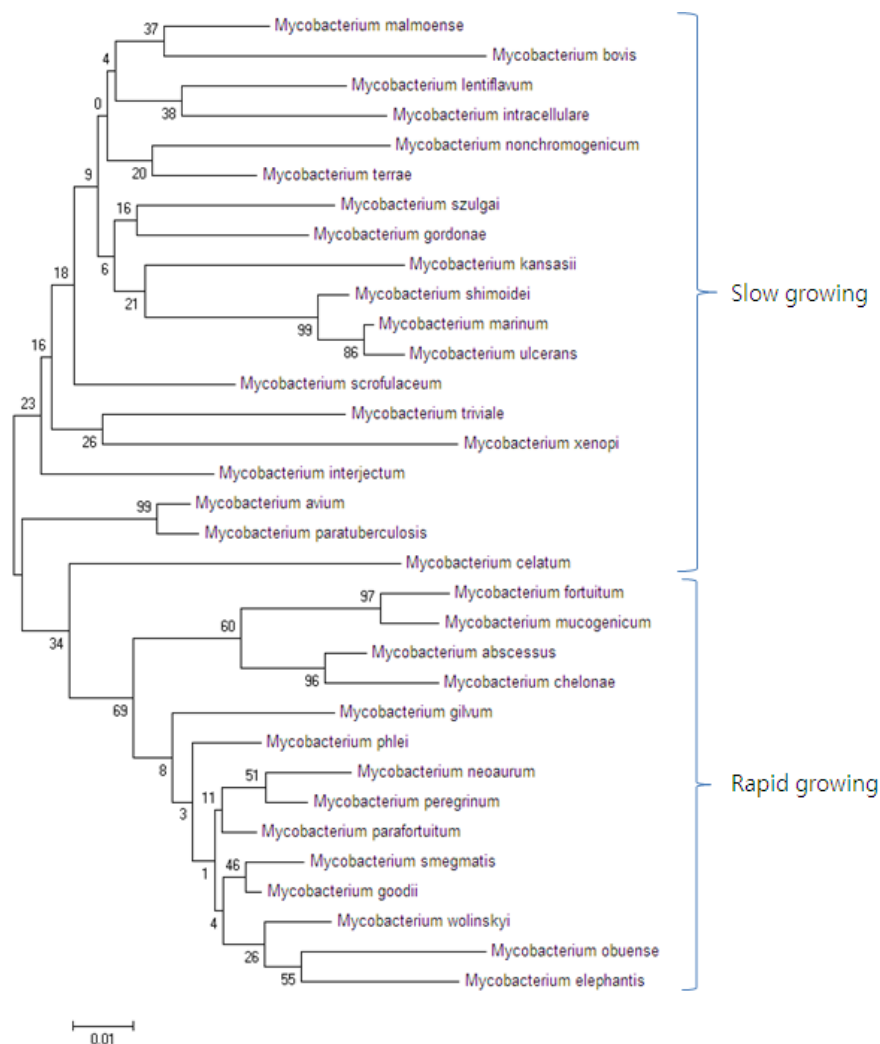 37
Mycobacterium malmoense
Mycobacterium bovis
4
Mycobacterium lentiflavum
0
38
Mycobacterium intracellulare
Mycobacterium nonchromogenicum
9
20
Mycobacterium terrae
16
Mycobacterium szulgai
Mycobacterium gordonae
6
18
Mycobacterium kansasii
21
Mycobacterium shimoidei
Slow growing
99
Mycobacterium marinum
16
86
Mycobacterium ulcerans
Mycobacterium scrofulaceum
23
Mycobacterium triviale
26
Mycobacterium xenopi
Mycobacterium interjectum
99
Mycobacterium avium
Mycobacterium paratuberculosis
Mycobacterium celatum
97
Mycobacterium fortuitum
60
Mycobacterium mucogenicum
34
Mycobacterium abscessus
96
Mycobacterium chelonae
69
Mycobacterium gilvum
Mycobacterium phlei
8
51
Mycobacterium neoaurum
Rapid growing
11
Mycobacterium peregrinum
3
Mycobacterium parafortuitum
46
Mycobacterium smegmatis
1
Mycobacterium goodii
4
Mycobacterium wolinskyi
26
Mycobacterium obuense
55
Mycobacterium elephantis
0.01